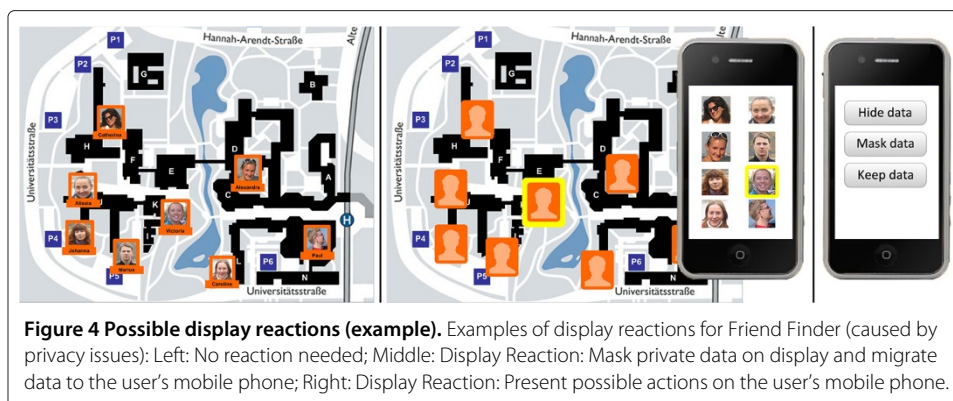 P1
Hannah-Arendt-Straße
Alte
P2
G
B
P3
Catherine
H
F
D
E
A
Universitätsstraße
Alissa
Alexandra
C
K
Victoria
H
P4
Johanna
Marcus
Paul
P5
L
Carolina
P6
N
Universitätsstraße
P1
Hannah-Arendt-Straße
P2
G
P3
H
F
D
E
Universitätsstraße
C
P4
P5
L
P6
N
Universitätsstraße
Hide data
Mask data
Keep data
Figure 4 Possible display reactions (example). Examples of display reactions for Friend Finder (caused by
privacy issues): Left: No reaction needed; Middle: Display Reaction: Mask private data on display and migrate
data to the user's mobile phone; Right: Display Reaction: Present possible actions on the user's mobile phone.